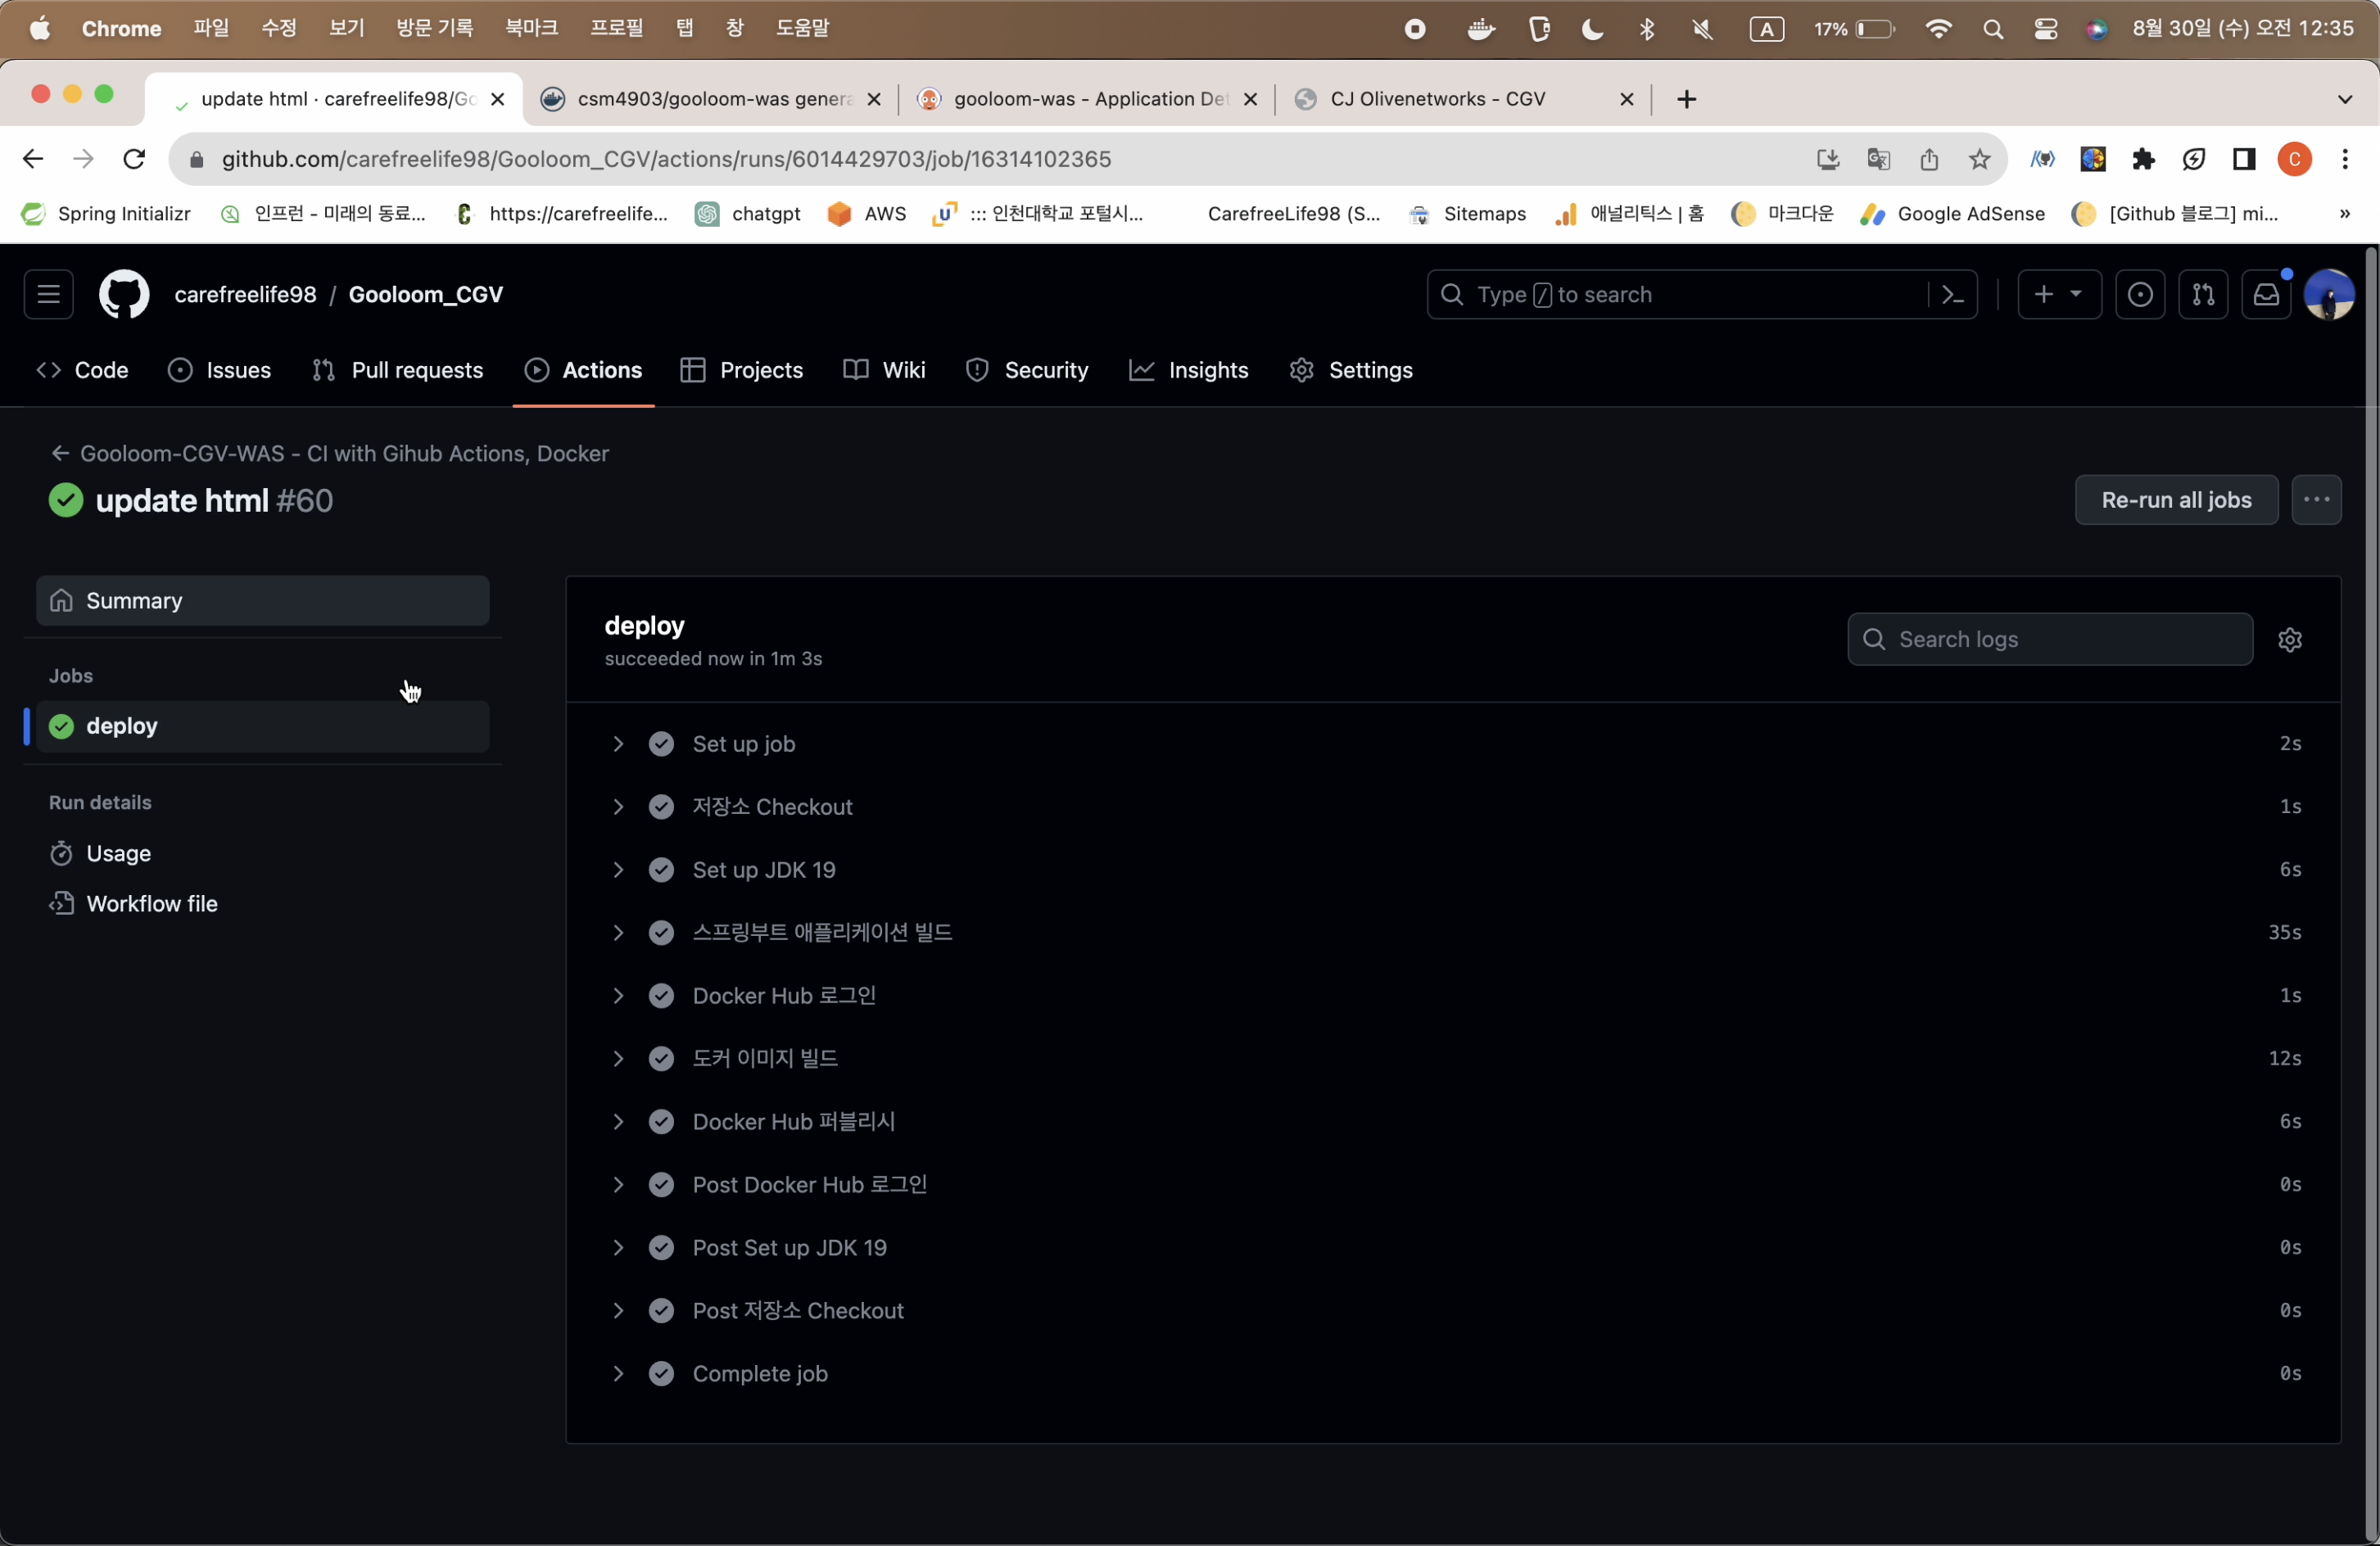 Chrome 파일 수정 보기 방문 기록 북마크 프로필 탭 창 도움말 A 17% 8월 30일 (수) 오전 12:35
update html · carefreelife98/Go csm4903/gooloom-was genera gooloom-was - Application Det CJ Olivenetworks - CGV
github.com/carefreelife98/Gooloom_CGV/actions/runs/6014429703/job/16314102365 C
Spring Initializr 인프런 - 미래의 동료... https://carefreelife... chatgpt AWS ::: 인천대학교 포털시... CarefreeLife98 (S... Sitemaps 애널리틱스 | 홈 마크다운 Google AdSense [Github 블로그] mi... »
carefreelife98 / Gooloom_CGV Type / to search
Code Issues Pull requests Actions Projects Wiki Security Insights Settings
Gooloom-CGV-WAS - CI with Gihub Actions, Docker
update html #60 Re-run all jobs
Summary
Jobs
deploy
Run details
Usage
Workflow file
deploy
succeeded now in 1m 3s
Search logs
Set up job 2s
저장소 Checkout 1s
Set up JDK 19 6s
스프링부트 애플리케이션 빌드 35s
Docker Hub 로그인 1s
도커 이미지 빌드 12s
Docker Hub 퍼블리시 6s
Post Docker Hub 로그인 0s
Post Set up JDK 19 0s
Post 저장소 Checkout 0s
Complete job 0s